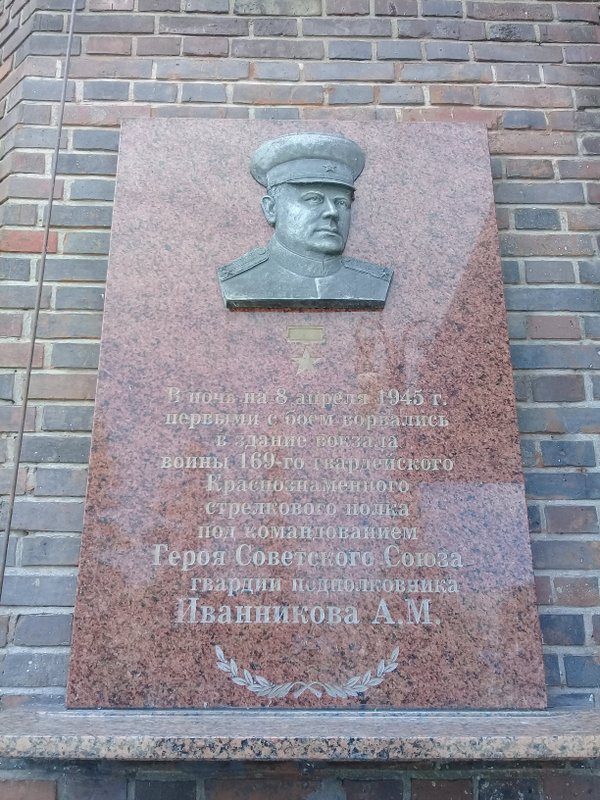 В ночь на 8 апреля 1945 г.
первыми с боем ворвались
в здание вокзала
воины 169-го гвардейского
Краснознаменного
стрелкового полка
под командованием
Героя Советского Союза
гвардии подполковника
Иванникова А.М.